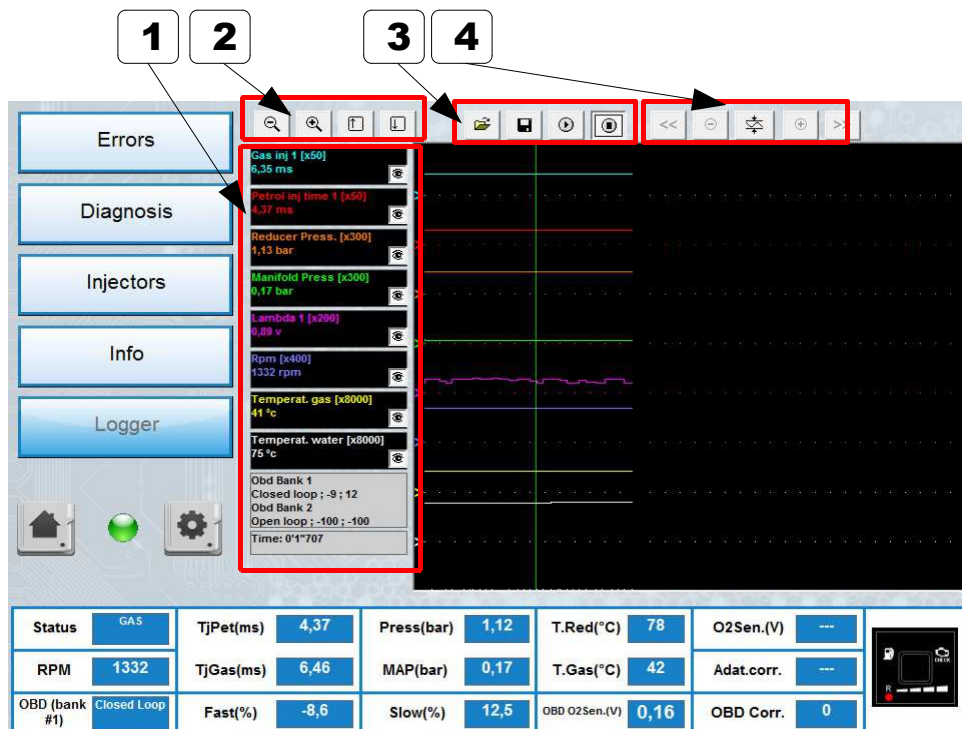 1 2 3 4
<< >>
Errors
Diagnosis
Injectors
Info
Logger
Gas inj 1 [x50]
6,35 ms
Petrol inj time 1 [x50]
4,37 ms
Reducer Press. [x300]
1,13 bar
Manifold Press [x300]
0,17 bar
Lambda 1 [x200]
0,89 v
Rpm [x400]
1332 rpm
Temperat. gas [x8000]
41 °c
Temperat. water [x8000]
75 °c
Obd Bank 1
Closed loop ; -9 ; 12
Obd Bank 2
Open loop ; -100 ; -100
Time: 0'1"707
Status GAS TjPet(ms) 4,37 Press(bar) 1,12 T.Red(°C) 78 O2Sen.(V) ---
RPM 1332 TjGas(ms) 6,46 MAP(bar) 0,17 T.Gas(°C) 42 Adat.corr. ---
OBD (bank #1) Closed Loop Fast(%) -8,6 Slow(%) 12,5 OBD O2Sen.(V) 0,16 OBD Corr. 0
CHECK
R